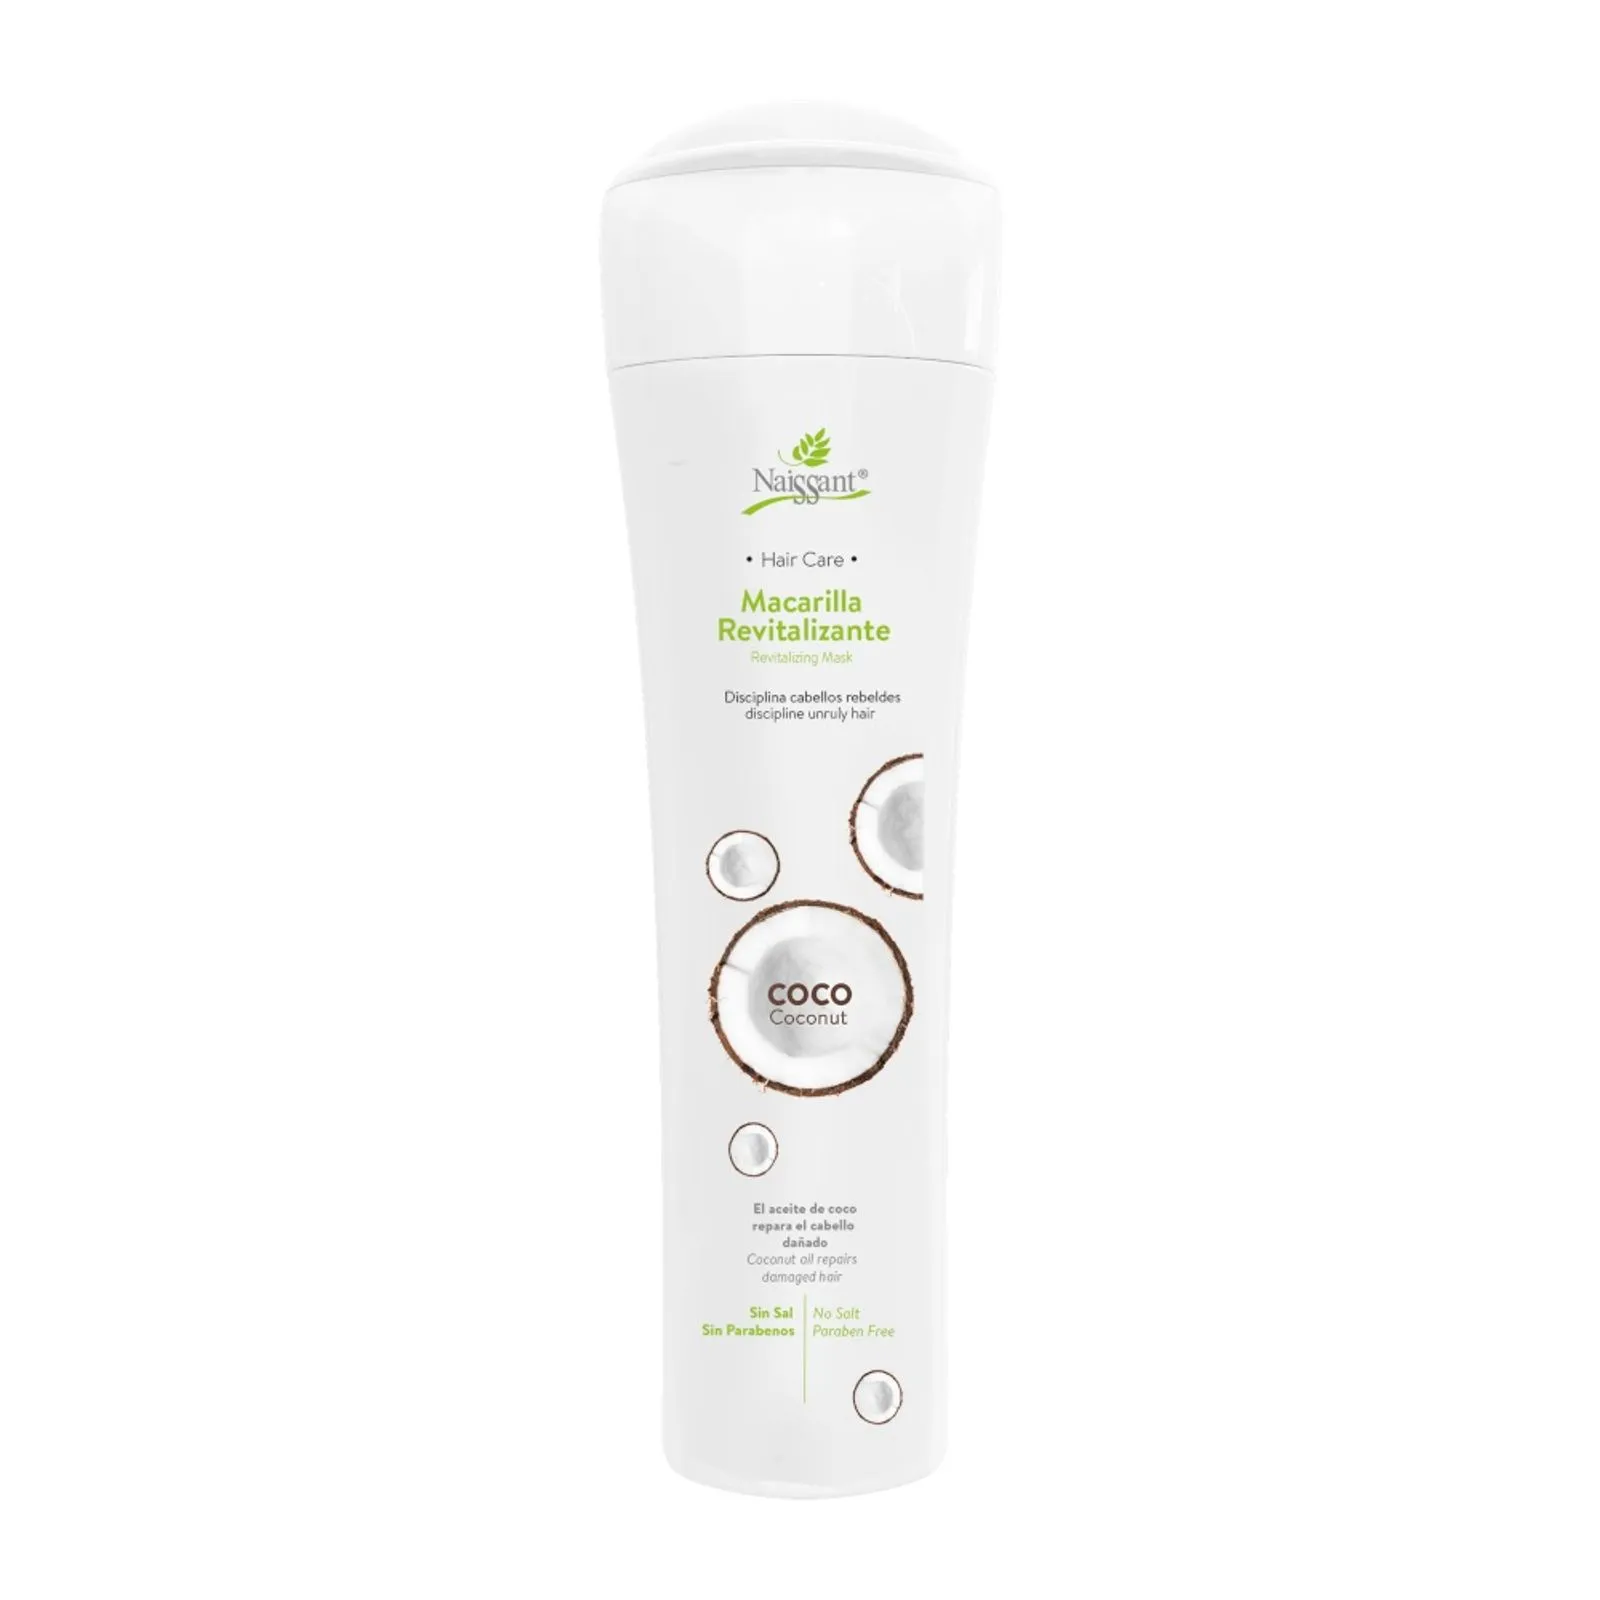 Naissant®
• Hair Care •
Macarilla
Revitalizante
Revitalizing Mask
Disciplina cabellos rebeldes
discipline unruly hair
COCO
Coconut
El aceite de coco
repara el cabello
dañado
Coconut oil repairs
damaged hair
Sin Sal
Sin Parabenos
No Salt
Paraben Free